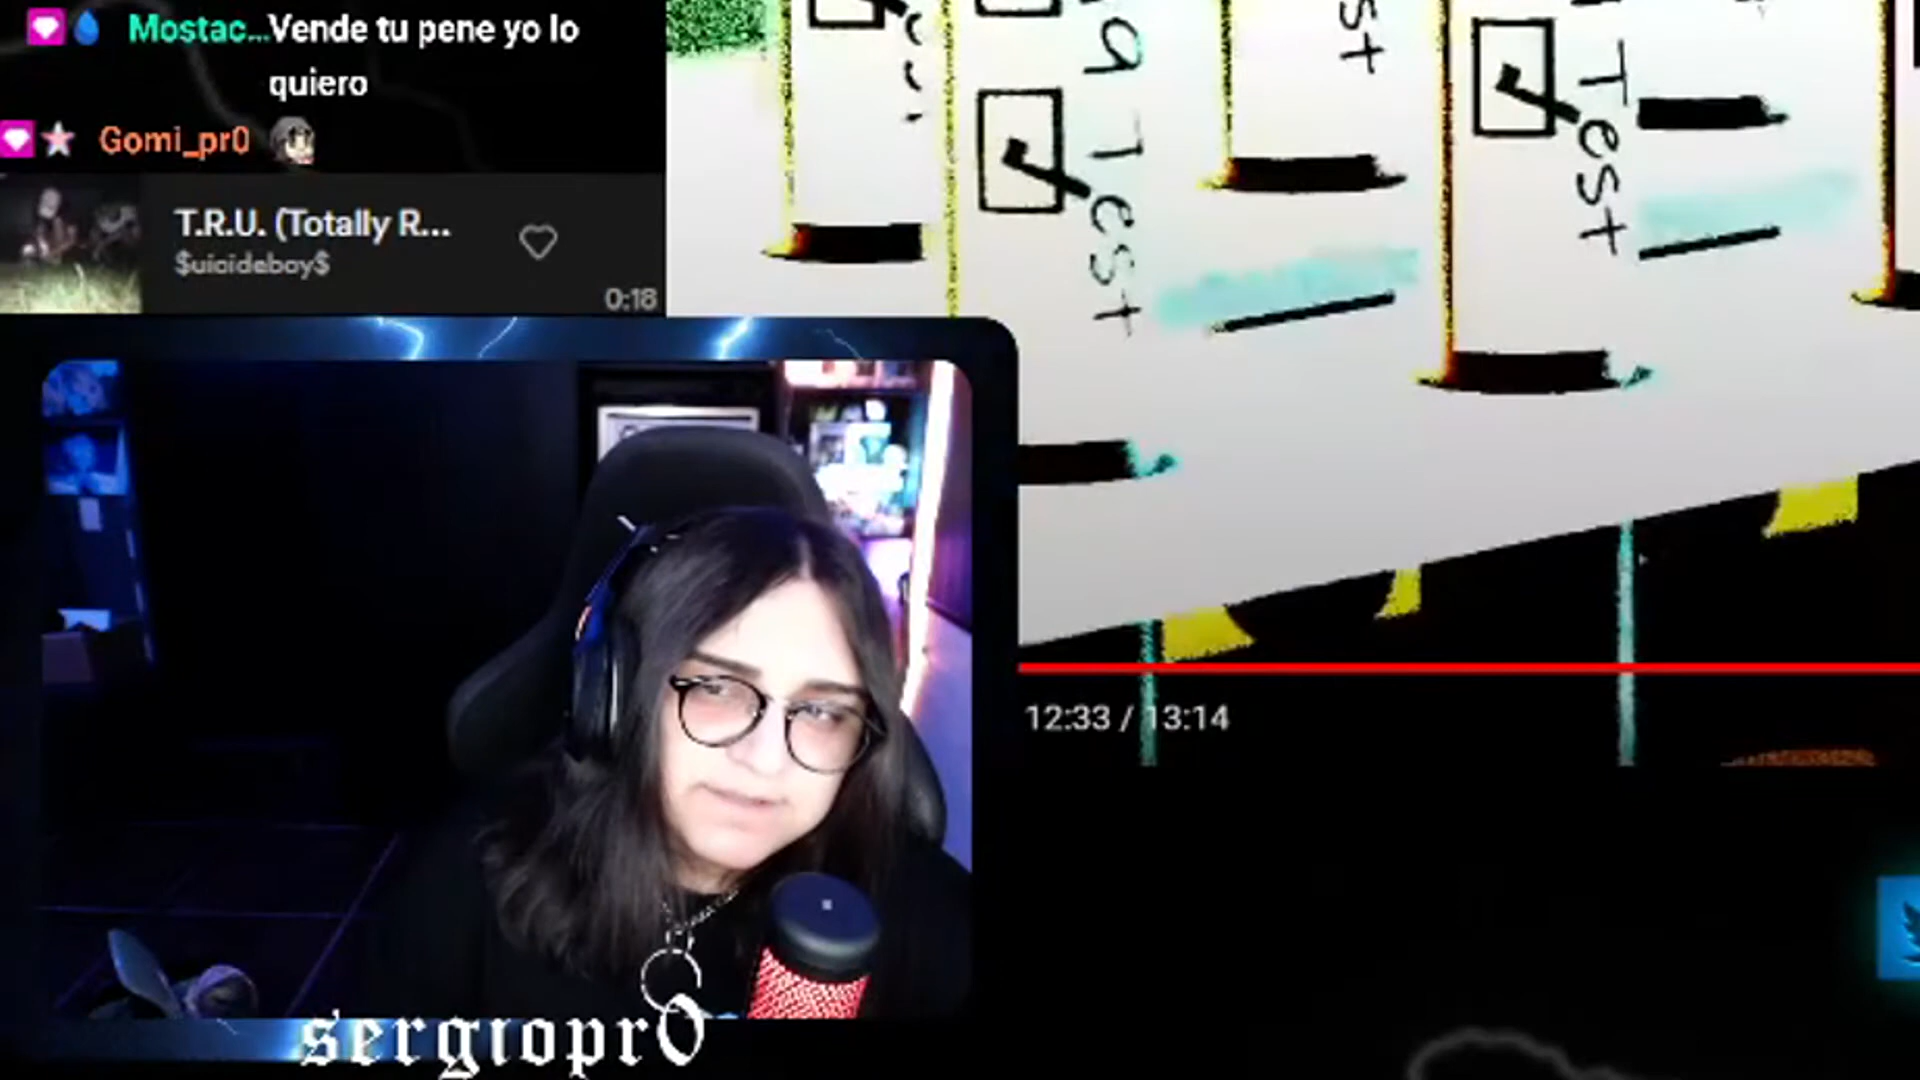 Mostac...Vende tu pene yo lo
quiero
Gomi_pr0
T.R.U. (Totally R...
$uicideboy$
0:18
Test
Test
12:33 / 13:14
sergiopr0